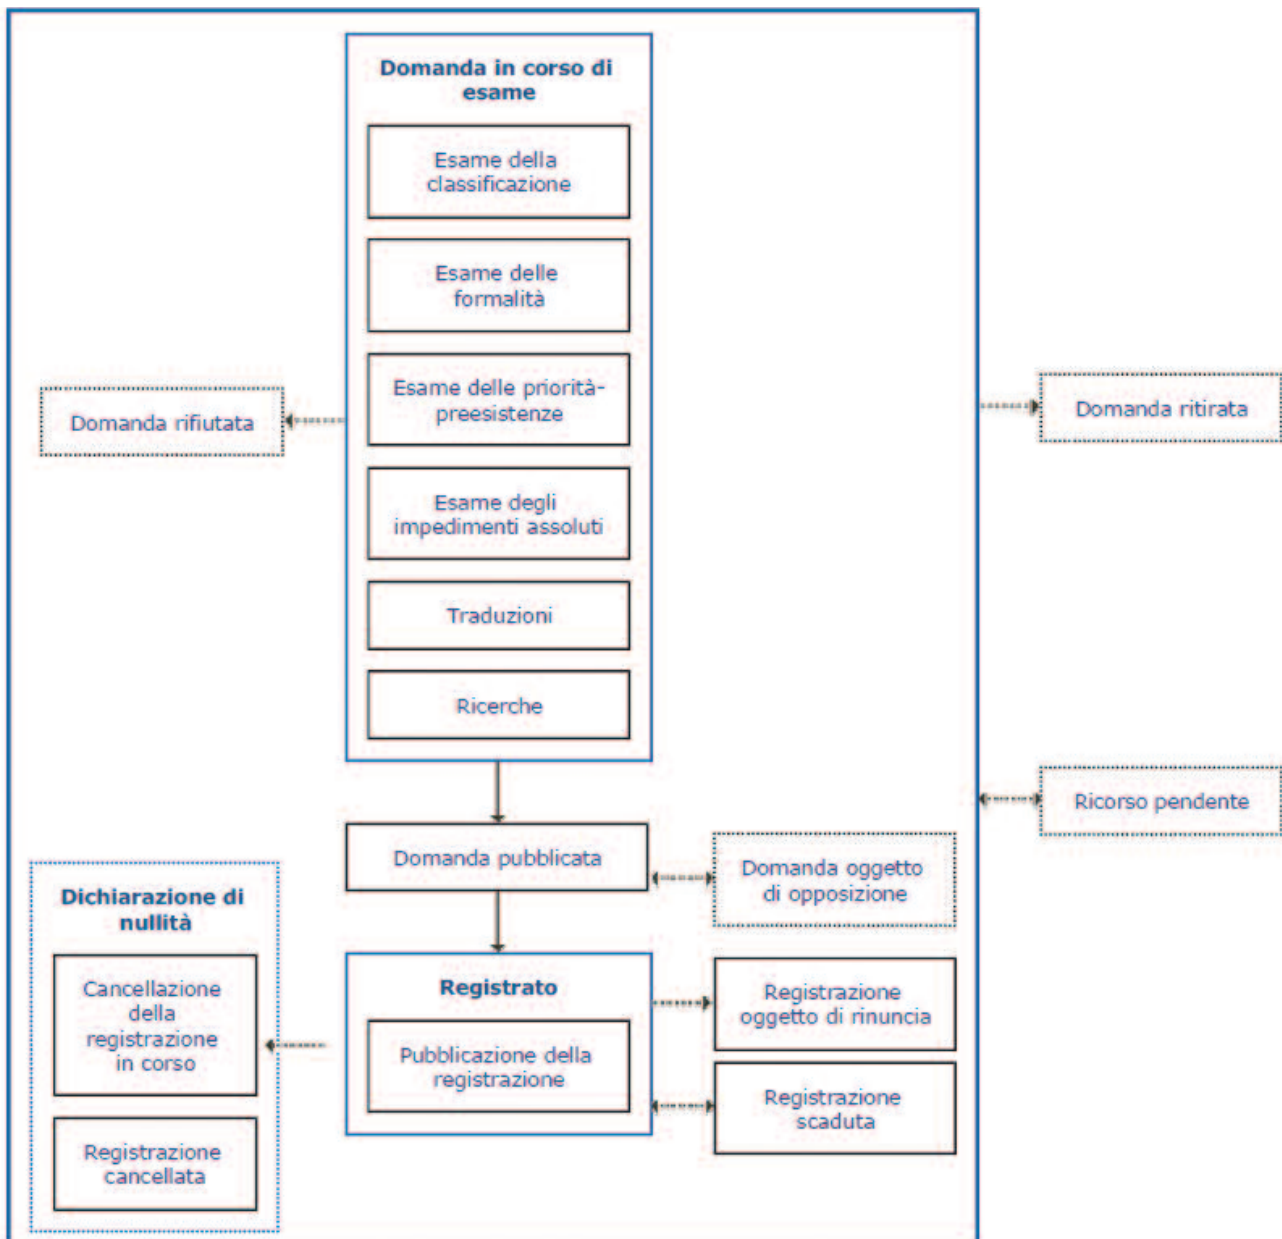 Domanda in corso di
esame
Esame della
classificazione
Esame delle
formalità
Esame delle priorità-
preesistenze
Domanda rifiutata
Domanda ritirata
Esame degli
impedimenti assoluti
Traduzioni
Ricerche
Ricorso pendente
Domanda pubblicata
Domanda oggetto
di opposizione
Dichiarazione di
nullità
Cancellazione
della
registrazione
in corso
Registrazione
cancellata
Registrato
Pubblicazione della
registrazione
Registrazione
oggetto di rinuncia
Registrazione
scaduta